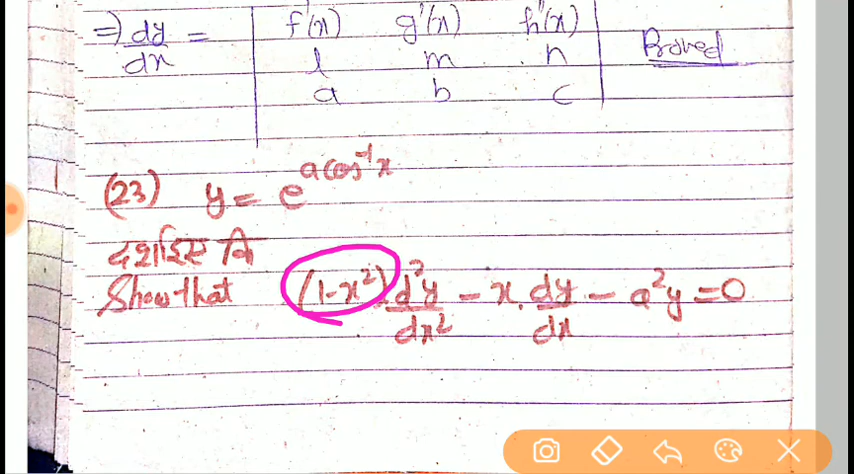 ⇒ dy/dx = | f'(x) g'(x) h'(x) |
l m n Proved
a b c
(23) y = e^(a cos⁻¹x)
दर्शाइए कि
Show that (1-x²).d²y/dx² - x.dy/dx - a²y = 0